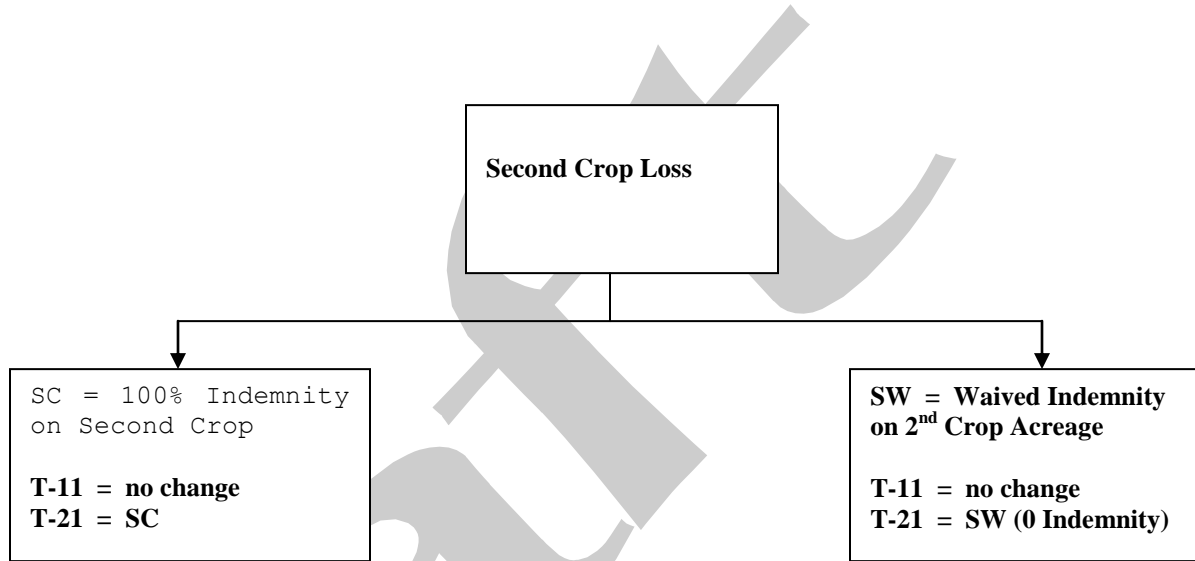 Second Crop Loss
SC = 100% Indemnity
on Second Crop
T-11 = no change
T-21 = SC
SW = Waived Indemnity
on 2nd Crop Acreage
T-11 = no change
T-21 = SW (0 Indemnity)